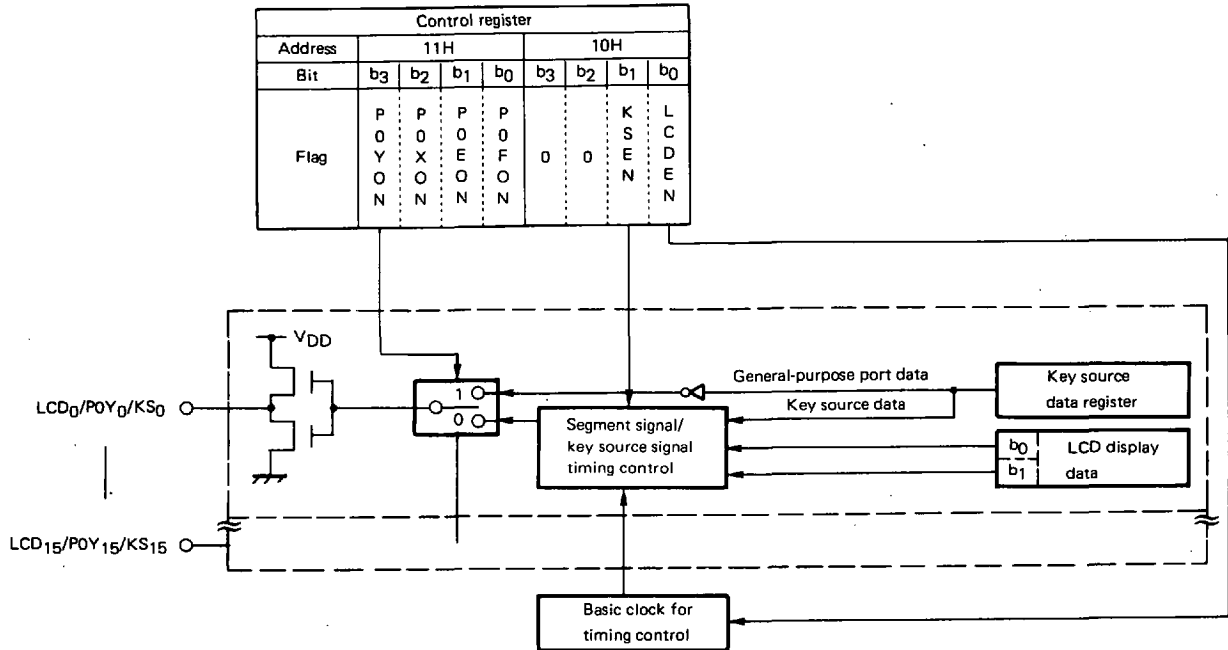 Control register
Address 11H 10H
Bit b3 b2 b1 b0 b3 b2 b1 b0
Flag P0YON P0XON P0EON P0FON 0 0 KSEN LCDEN
VDD
LCD0/P0Y0/KS0
1
0
General-purpose port data
Key source data
Key source
data register
Segment signal/
key source signal
timing control
b0 LCD display
b1 data
LCD15/P0Y15/KS15
Basic clock for
timing control